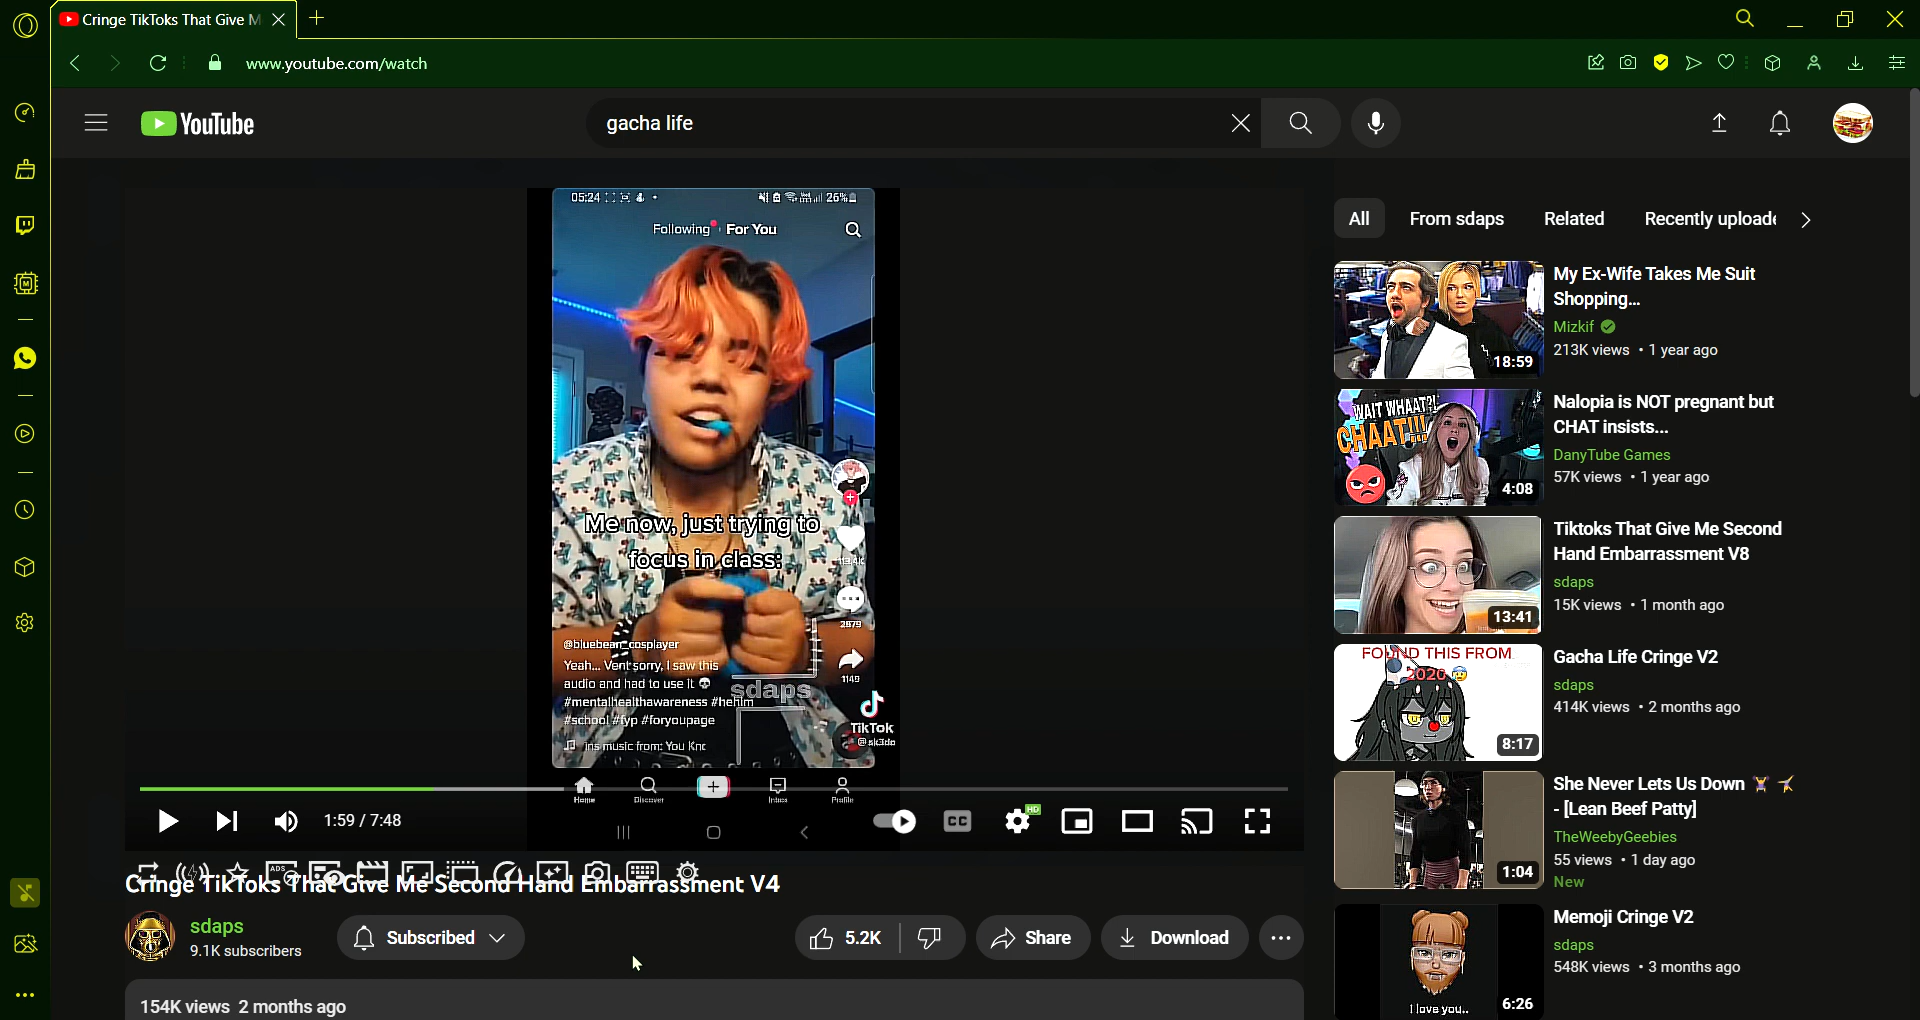 Cringe TikToks That Give M
www.youtube.com/watch
YouTube
gacha life
05:24
26%
Following For You
Me now, just trying to
focus in class:
2879
1149
@bluebean_cosplayer
Yeah... Vent sorry, I saw this
audio and had to use it
#mentalhealthawareness #hehim
#school #fyp #foryoupage
sdaps
TikTok
@sk3do
Home
Discover
Inbox
Profile
1:59 / 7:48
CC
HD
ADS
Cringe TikToks That Give Me Second Hand Embarrassment V4
sdaps
9.1K subscribers
Subscribed
5.2K
Share
Download
154K views 2 months ago
All
From sdaps
Related
Recently uploade
18:59
My Ex-Wife Takes Me Suit
Shopping...
Mizkif
213K views • 1 year ago
WAIT WHAAT?!
CHAAT!!!
4:08
Nalopia is NOT pregnant but
CHAT insists...
DanyTube Games
57K views • 1 year ago
13:41
Tiktoks That Give Me Second
Hand Embarrassment V8
sdaps
15K views • 1 month ago
FOUND THIS FROM
2020
8:17
Gacha Life Cringe V2
sdaps
414K views • 2 months ago
1:04
She Never Lets Us Down
- [Lean Beef Patty]
TheWeebyGeebies
55 views • 1 day ago
New
I love you..
6:26
Memoji Cringe V2
sdaps
548K views • 3 months ago